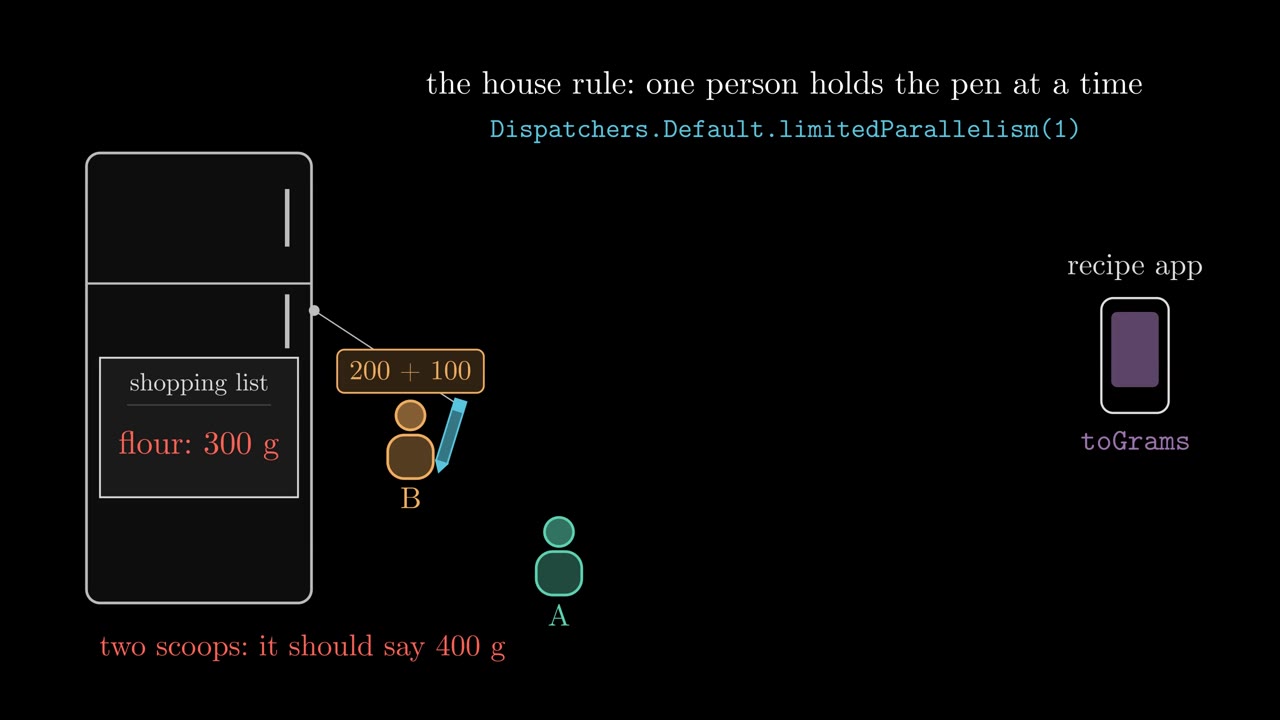 the house rule: one person holds the pen at a time
Dispatchers.Default.limitedParallelism(1)
recipe app
toGrams
200 + 100
shopping list
flour: 300 g
B
A
two scoops: it should say 400 g